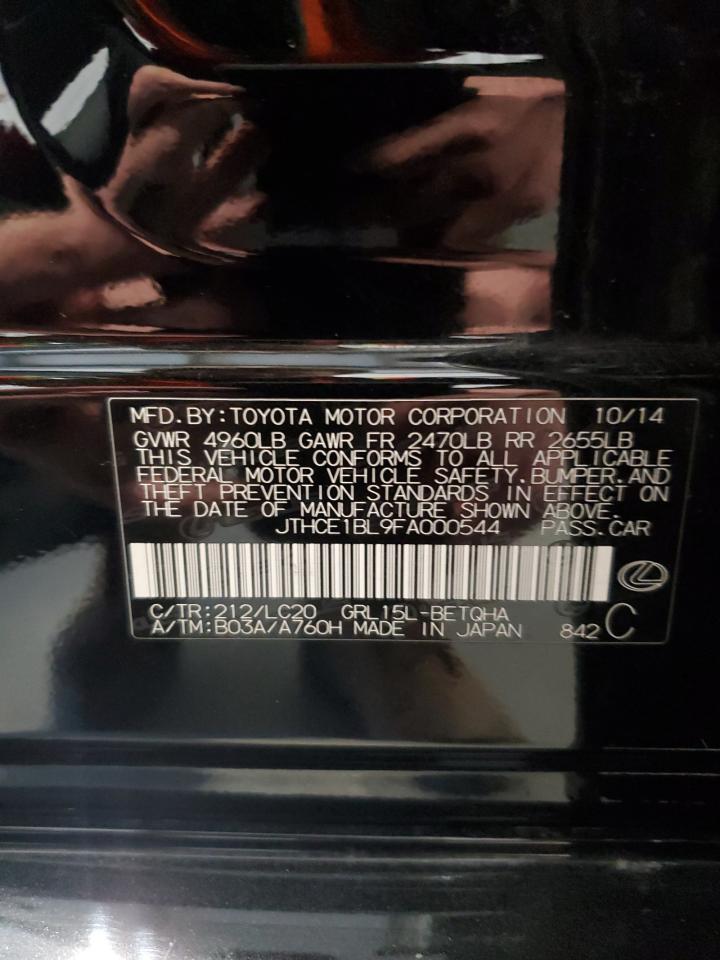 MFD.BY:TOYOTA MOTOR CORPORATION 10/14
GVWR 4960LB GAWR FR 2470LB RR 2655LB
THIS VEHICLE CONFORMS TO ALL APPLICABLE
FEDERAL MOTOR VEHICLE SAFETY.BUMPER.AND
THEFT PREVENTION STANDARDS IN EFFECT ON
THE DATE OF MANUFACTURE SHOWN ABOVE.
JTHCE1BL9FA000544 PASS.CAR
C/TR:212/LC20 GRL15L-BETQHA
A/TM:B03A/A760H MADE IN JAPAN 842 C